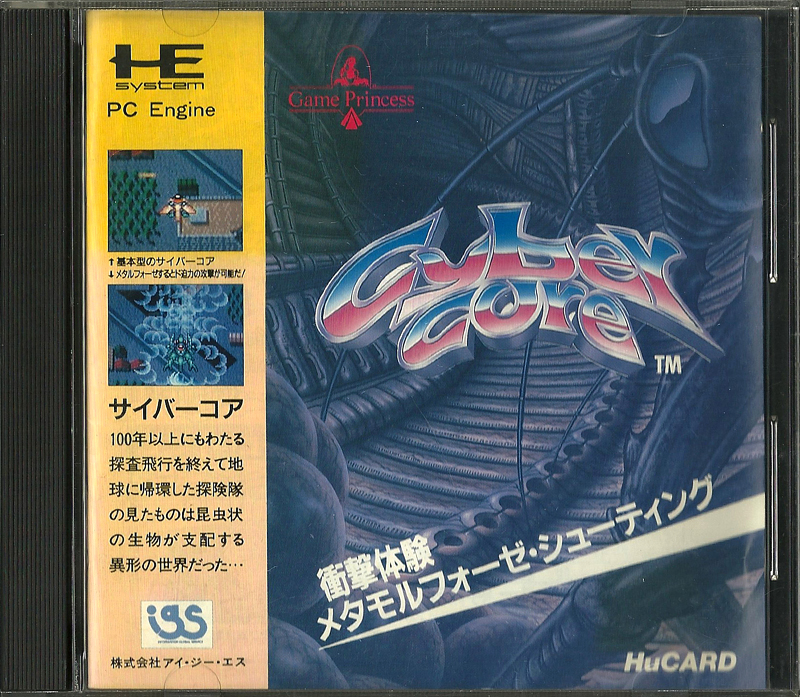 HE
system
PC Engine
↑基本型のサイバーコア
↓メタルフォーゼするとド迫力の攻撃が可能だ!
サイバーコア
100年以上にもわたる
探査飛行を終えて地
球に帰還した探険隊
の見たものは昆虫状
の生物が支配する
異形の世界だった…
igs
INFORMATION GLOBAL SERVICE
株式会社アイ・ジー・エス
Game Princess
Cyber
core
TM
衝撃体験
メタモルフォーゼ・シューティング
HuCARD